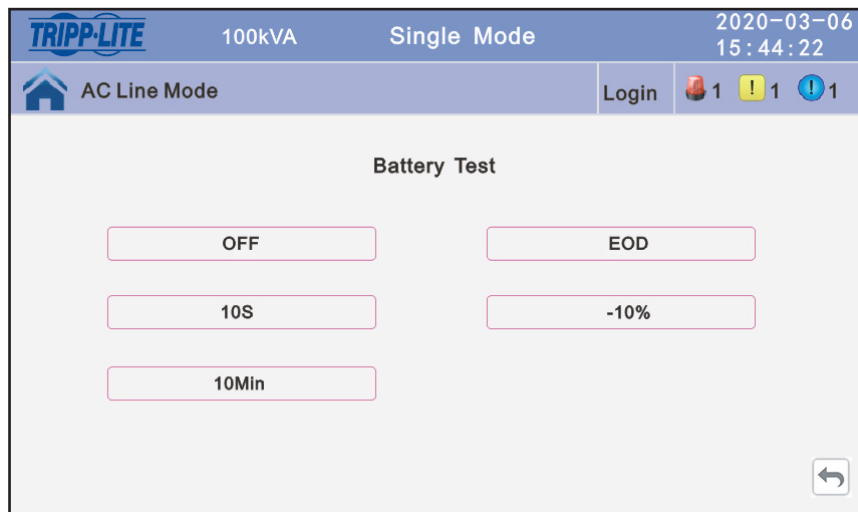 TRIPP·LITE 100kVA Single Mode 2020-03-06
15:44:22
AC Line Mode Login 1 ! 1 ! 1
Battery Test
OFF EOD
10S -10%
10Min